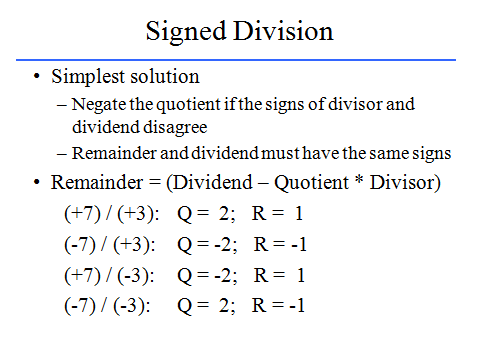 Signed Division
• Simplest solution
– Negate the quotient if the signs of divisor and
dividend disagree
– Remainder and dividend must have the same signs
• Remainder = (Dividend – Quotient * Divisor)
(+7) / (+3): Q = 2; R = 1
(-7) / (+3): Q = -2; R = -1
(+7) / (-3): Q = -2; R = 1
(-7) / (-3): Q = 2; R = -1